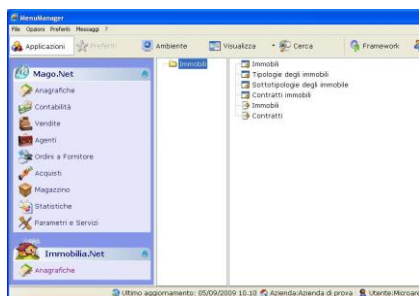 MenuManager
File Opzioni Preferiti Messaggi ?
Applicazioni Preferiti Ambiente Visualizza Cerca Framework
Mago.Net
Anagrafiche
Contabilità
Vendite
Agenti
Ordini a Fornitore
Acquisti
Magazzino
Statistiche
Parametri e Servizi
Immobilia.Net
Anagrafiche
Immobili
Immobili
Tipologie degli immobili
Sottotipologie degli immobile
Contratti immobili
Immobili
Contratti
Ultimo aggiornamento: 05/09/2009 10.10 Azienda:Azienda di prova Utente:Microar